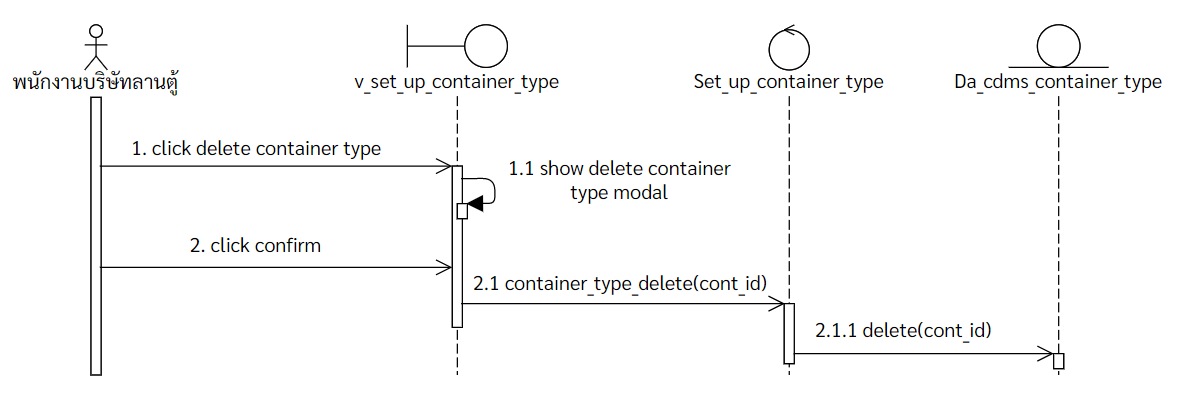 พนักงานบริษัทลานตู้
v_set_up_container_type
Set_up_container_type
Da_cdms_container_type
1. click delete container type
1.1 show delete container
type modal
2. click confirm
2.1 container_type_delete(cont_id)
2.1.1 delete(cont_id)